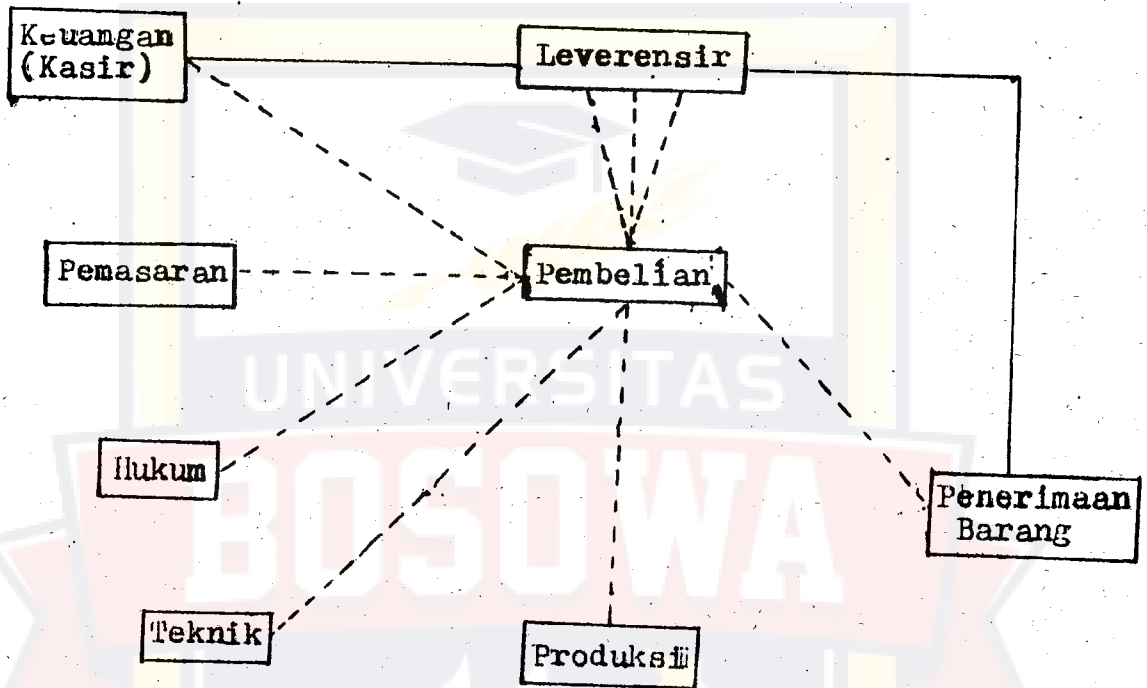 Keuangan
(Kasir)
Leverensir
Pemasaran
Pembelian
UNIVERSITAS
BOSOWA
Hukum
Penerimaan
Barang
Teknik
Produksi